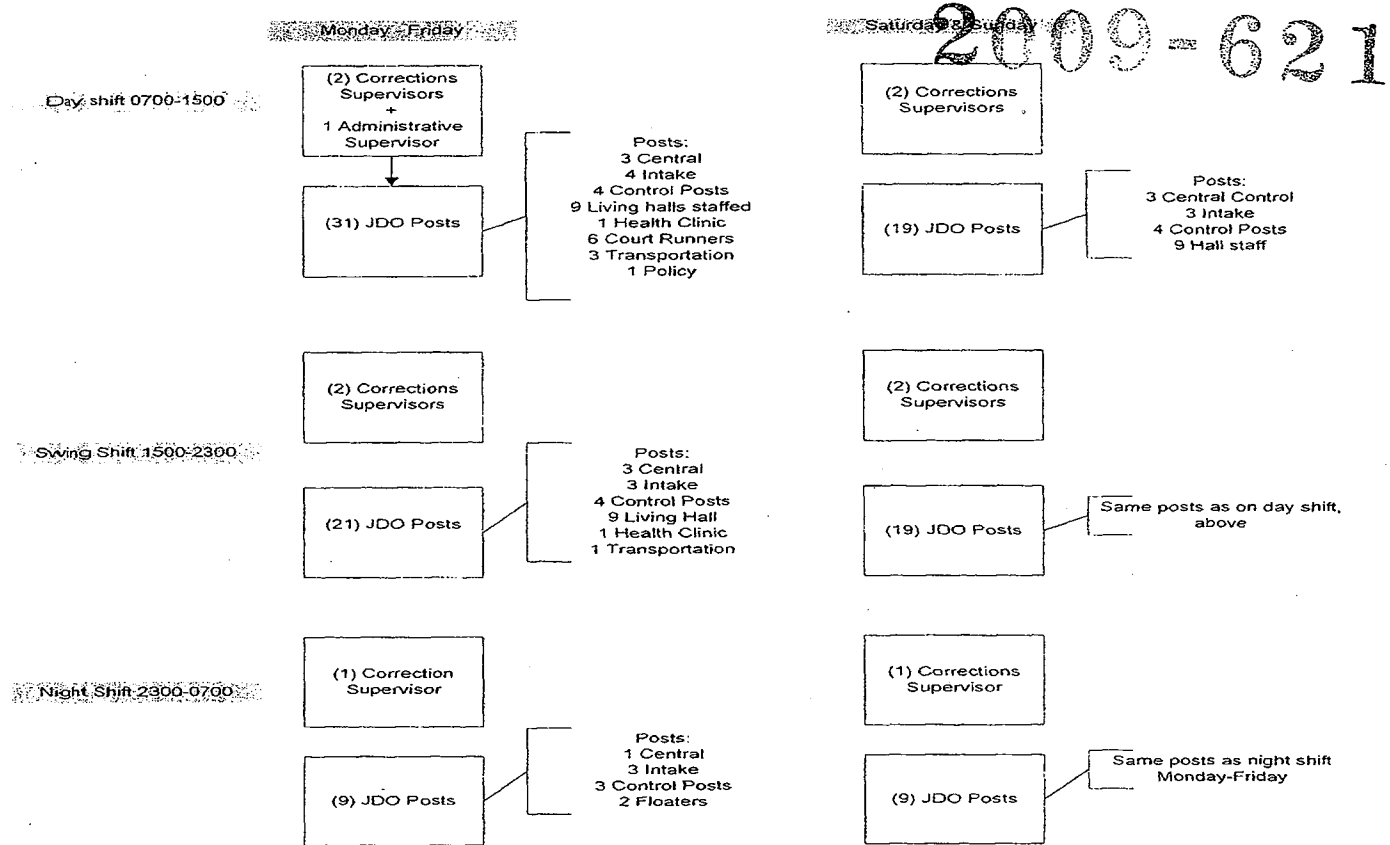 Monday - Friday
Saturday & Sunday
2009-621
Day shift 0700-1500
(2) Corrections
Supervisors
+
1 Administrative
Supervisor
(31) JDO Posts
Posts:
3 Central
4 Intake
4 Control Posts
9 Living halls staffed
1 Health Clinic
6 Court Runners
3 Transportation
1 Policy
(2) Corrections
Supervisors
(19) JDO Posts
Posts:
3 Central Control
3 Intake
4 Control Posts
9 Hall staff
Swing Shift 1500-2300
(2) Corrections
Supervisors
(21) JDO Posts
Posts:
3 Central
3 Intake
4 Control Posts
9 Living Hall
1 Health Clinic
1 Transportation
(2) Corrections
Supervisors
(19) JDO Posts
Same posts as on day shift,
above
Night Shift 2300-0700
(1) Correction
Supervisor
(9) JDO Posts
Posts:
1 Central
3 Intake
3 Control Posts
2 Floaters
(1) Corrections
Supervisor
(9) JDO Posts
Same posts as night shift
Monday-Friday